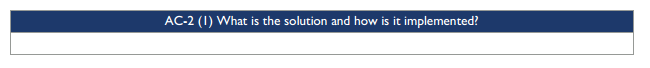 AC-2 (1) What is the solution and how is it implemented?